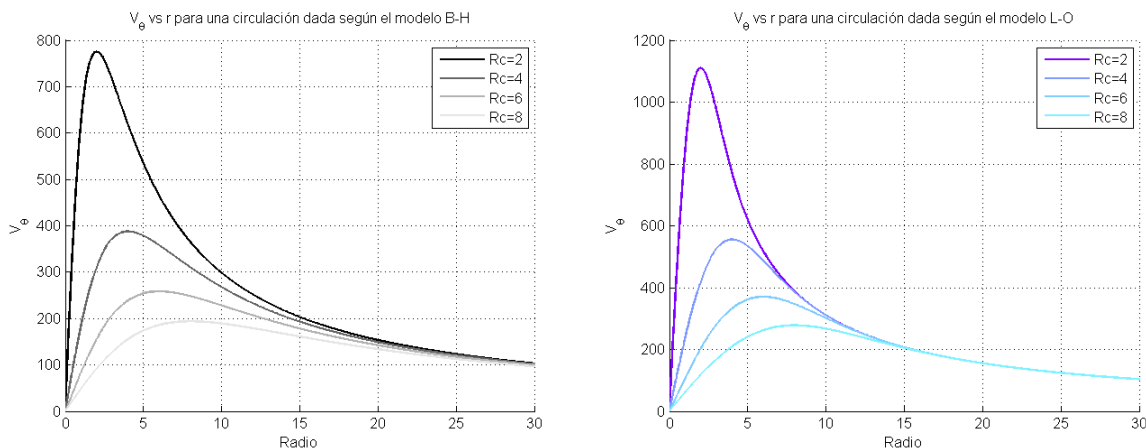 V_θ vs r para una circulación dada según el modelo B-H
800
700
600
500
400
300
200
100
0
V_θ
Rc=2
Rc=4
Rc=6
Rc=8
0 5 10 15 20 25 30
Radio
V_θ vs r para una circulación dada según el modelo L-O
1200
1000
800
600
400
200
0
V_θ
Rc=2
Rc=4
Rc=6
Rc=8
0 5 10 15 20 25 30
Radio